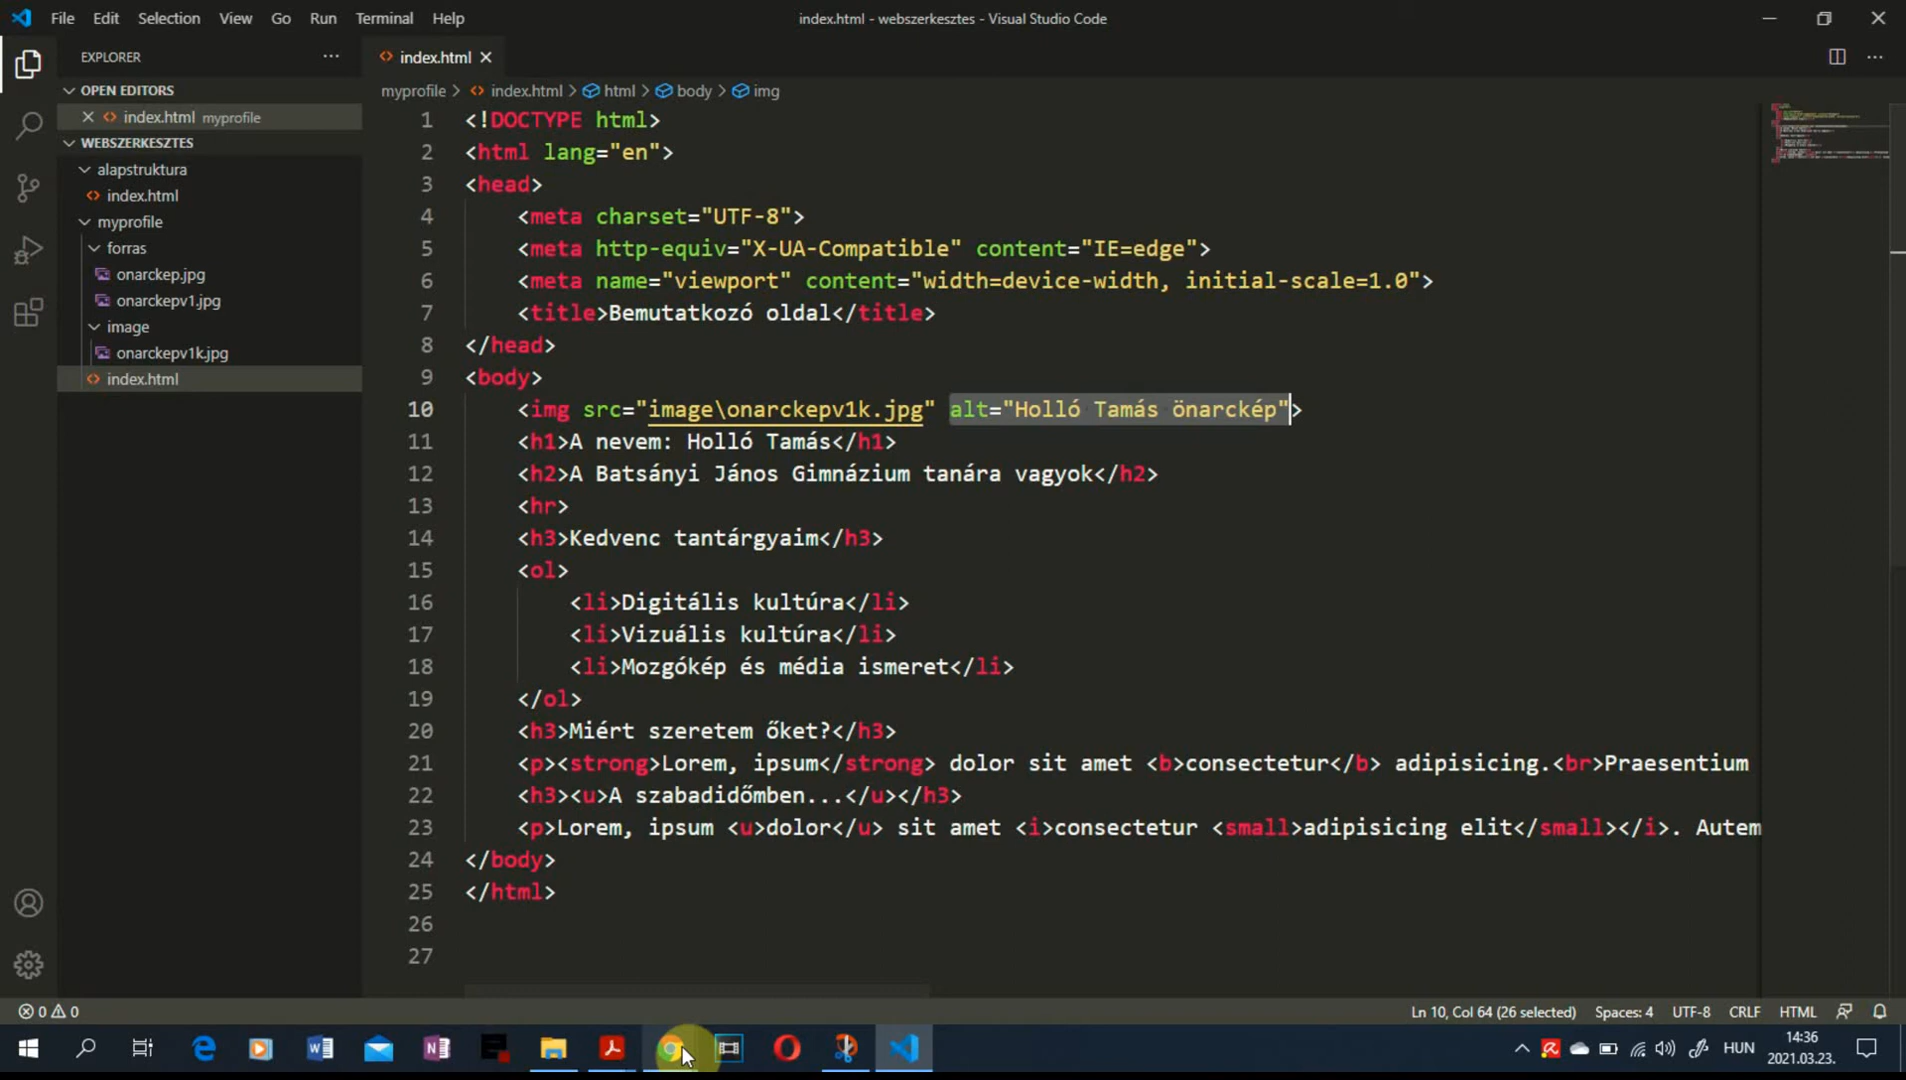 File Edit Selection View Go Run Terminal Help
index.html - webszerkesztes - Visual Studio Code
EXPLORER
OPEN EDITORS
index.html myprofile
WEBSZERKESZTES
alapstruktura
index.html
myprofile
forras
onarckep.jpg
onarckepv1.jpg
image
onarckepv1k.jpg
index.html
index.html
myprofile > index.html > html > body > img
1 <!DOCTYPE html>
2 <html lang="en">
3 <head>
4 <meta charset="UTF-8">
5 <meta http-equiv="X-UA-Compatible" content="IE=edge">
6 <meta name="viewport" content="width=device-width, initial-scale=1.0">
7 <title>Bemutatkozó oldal</title>
8 </head>
9 <body>
10 <img src="image\onarckepv1k.jpg" alt="Holló Tamás önarckép">
11 <h1>A nevem: Holló Tamás</h1>
12 <h2>A Batsányi János Gimnázium tanára vagyok</h2>
13 <hr>
14 <h3>Kedvenc tantárgyaim</h3>
15 <ol>
16 <li>Digitális kultúra</li>
17 <li>Vizuális kultúra</li>
18 <li>Mozgókép és média ismeret</li>
19 </ol>
20 <h3>Miért szeretem őket?</h3>
21 <p><strong>Lorem, ipsum</strong> dolor sit amet <b>consectetur</b> adipisicing.<br>Praesentium
22 <h3><u>A szabadidőmben...</u></h3>
23 <p>Lorem, ipsum <u>dolor</u> sit amet <i>consectetur <small>adipisicing elit</small></i>. Autem
24 </body>
25 </html>
26
27
0 0
Ln 10, Col 64 (26 selected) Spaces: 4 UTF-8 CRLF HTML
HUN
14:36
2021.03.23.